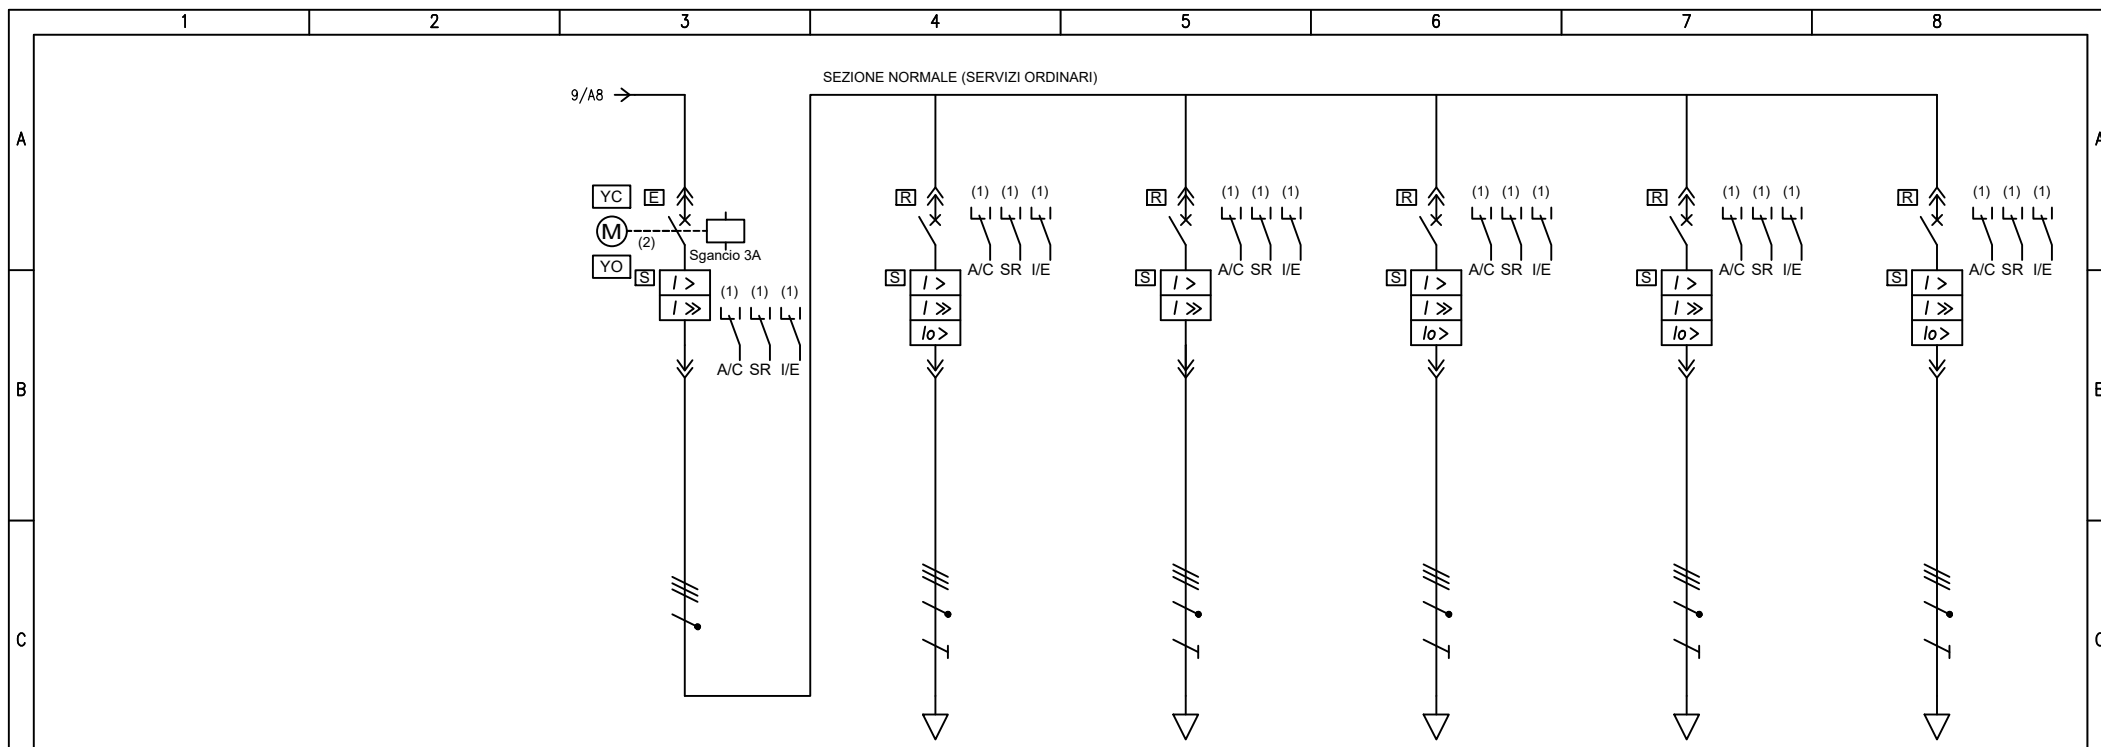 1 2 3 4 5 6 7 8
SEZIONE NORMALE (SERVIZI ORDINARI)
9/A8
A A
YC E R (1) (1) (1) R (1) (1) (1) R (1) (1) (1) R (1) (1) (1) R (1) (1) (1)
M (2)
Sgancio 3A
YO S S A/C SR I/E S A/C SR I/E S A/C SR I/E S A/C SR I/E S A/C SR I/E
I > I > I > I > I > I >
(1) (1) (1)
I >> I >> I >> I >> I >> I >>
Io> Io> Io> Io>
A/C SR I/E
B B
C C